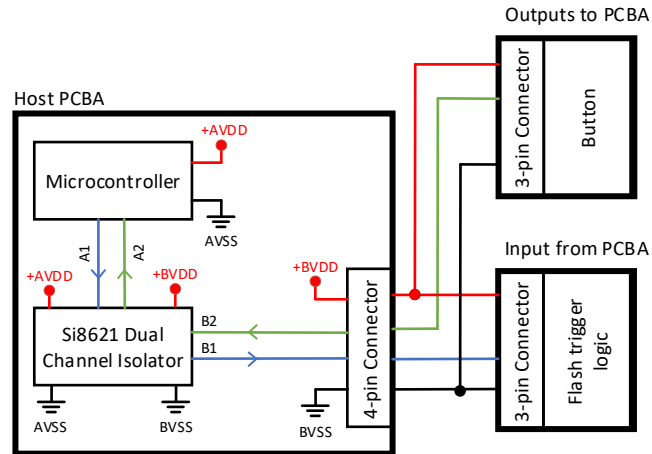 Outputs to PCBA
3-pin Connector
Button
Host PCBA
+AVDD
Microcontroller
AVSS
A1
A2
Input from PCBA
+AVDD
+BVDD
+BVDD
4-pin Connector
3-pin Connector
Flash trigger
logic
Si8621 Dual
Channel Isolator
B2
B1
AVSS
BVSS
BVSS